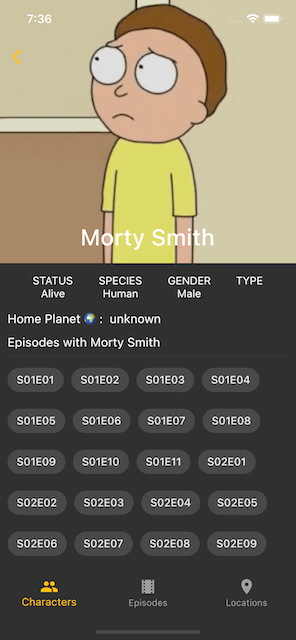 7:36
Morty Smith
STATUS SPECIES GENDER TYPE
Alive Human Male
Home Planet 🌍 : unknown
Episodes with Morty Smith
S01E01 S01E02 S01E03 S01E04
S01E05 S01E06 S01E07 S01E08
S01E09 S01E10 S01E11 S02E01
S02E02 S02E03 S02E04 S02E05
S02E06 S02E07 S02E08 S02E09
Characters Episodes Locations